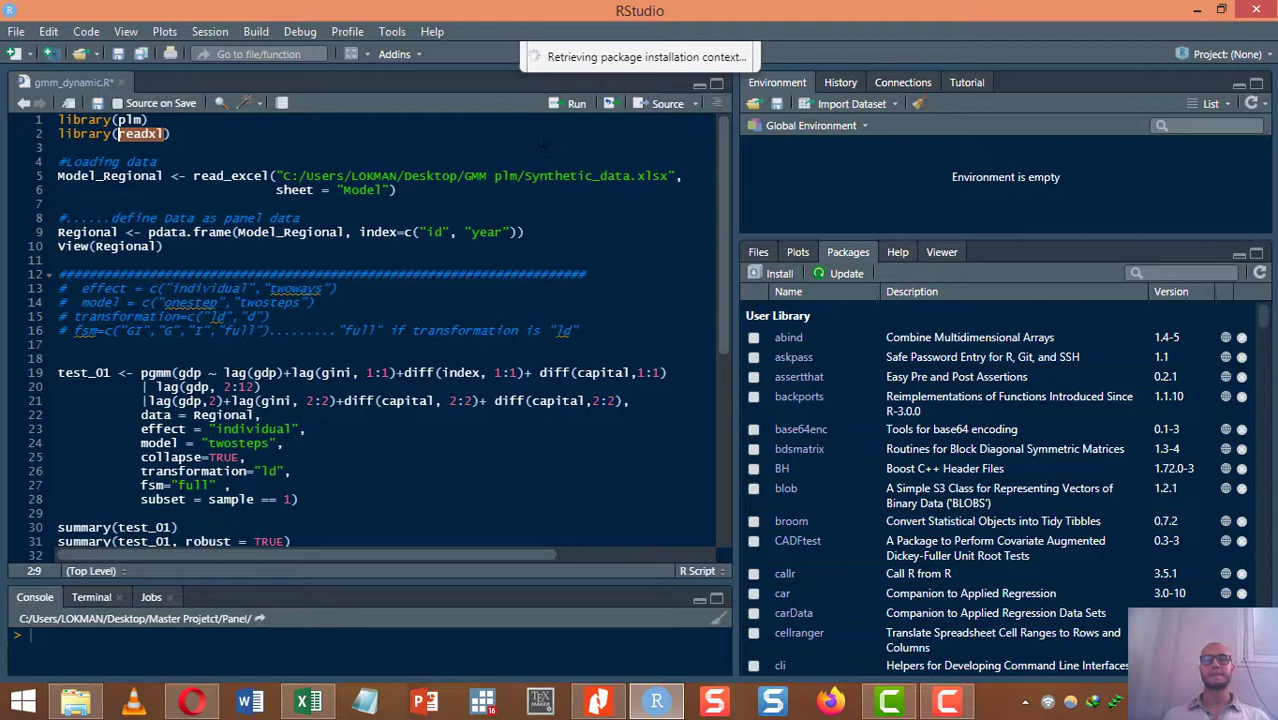 RStudio
File Edit Code View Plots Session Build Debug Profile Tools Help
Go to file/function Addins Project: (None)
Retrieving package installation context...
gmm_dynamic.R*
Source on Save Run Source
1 library(plm)
2 library(readxl)
3
4 #Loading data
5 Model_Regional <- read_excel("C:/Users/LOKMAN/Desktop/GMM plm/Synthetic_data.xlsx",
6 sheet = "Model")
7
8 #......define Data as panel data
9 Regional <- pdata.frame(Model_Regional, index=c("id", "year"))
10 View(Regional)
11
12 ########################################################################
13 # effect = c("individual","twoways")
14 # model = c("onestep","twosteps")
15 # transformation=c("ld","d")
16 # fsm=c("GI","G","I","full")........."full" if transformation is "ld"
17
18
19 test_01 <- pgmm(gdp ~ lag(gdp)+lag(gini, 1:1)+diff(index, 1:1)+ diff(capital,1:1)
20 | lag(gdp, 2:12)
21 |lag(gdp,2)+lag(gini, 2:2)+diff(capital, 2:2)+ diff(capital,2:2),
22 data = Regional,
23 effect = "individual",
24 model = "twosteps",
25 collapse=TRUE,
26 transformation="ld",
27 fsm="full" ,
28 subset = sample == 1)
29
30 summary(test_01)
31 summary(test_01, robust = TRUE)
32
2:9 (Top Level) R Script
Console Terminal Jobs
C:/Users/LOKMAN/Desktop/Master Projetct/Panel/
>
Environment History Connections Tutorial
Import Dataset List
Global Environment
Environment is empty
Files Plots Packages Help Viewer
Install Update
Name Description Version
User Library
abind Combine Multidimensional Arrays 1.4-5
askpass Safe Password Entry for R, Git, and SSH 1.1
assertthat Easy Pre and Post Assertions 0.2.1
backports Reimplementations of Functions Introduced Since R-3.0.0 1.1.10
base64enc Tools for base64 encoding 0.1-3
bdsmatrix Routines for Block Diagonal Symmetric Matrices 1.3-4
BH Boost C++ Header Files 1.72.0-3
blob A Simple S3 Class for Representing Vectors of Binary Data ('BLOBS') 1.2.1
broom Convert Statistical Objects into Tidy Tibbles 0.7.2
CADFtest A Package to Perform Covariate Augmented Dickey-Fuller Unit Root Tests 0.3-3
callr Call R from R 3.5.1
car Companion to Applied Regression 3.0-10
carData Companion to Applied Regression Data Sets
cellranger Translate Spreadsheet Cell Ranges to Rows and Columns
cli Helpers for Developing Command Line Interfaces